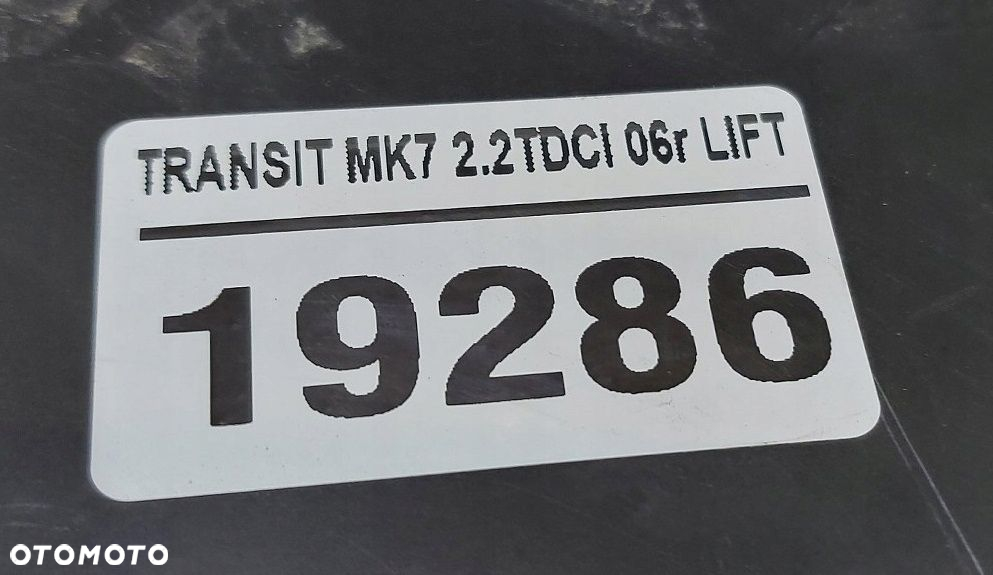 TRANSIT MK7 2.2TDCI 06r LIFT
19286
OTOMOTO